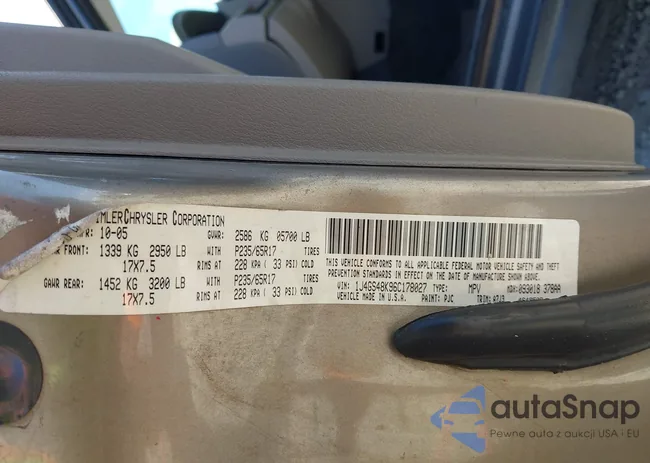 IMLERCHRYSLER CORPORATION
R: 10-05 GVWR: 2586 KG 05700 LB
FRONT: 1339 KG 2950 LB WITH P235/65R17 TIRES
17X7.5 RIMS AT 228 KPA ( 33 PSI) COLD
GAWR REAR: 1452 KG 3200 LB WITH P235/65R17 TIRES
17X7.5 RIMS AT 228 KPA ( 33 PSI) COLD
THIS VEHICLE CONFORMS TO ALL APPLICABLE FEDERAL MOTOR VEHICLE SAFETY AND THEFT
PREVENTION STANDARDS IN EFFECT ON THE DATE OF MANUFACTURE SHOWN ABOVE.
VIN: TYPE: MPV MDH: 093018 378AA
VEHICLE MADE IN U.S.A. PAINT: PJC TRIM:
autaSnap
Pewne auta z aukcji USA i EU